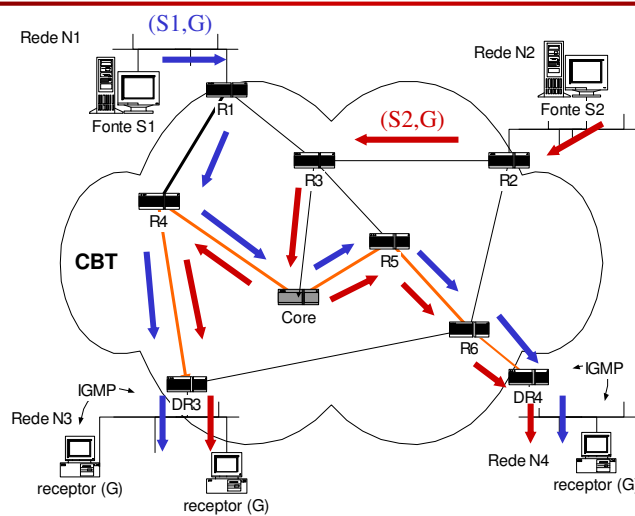 (S1,G)
Rede N1
Rede N2
Fonte S1
R1
Fonte S2
(S2,G)
R3
R2
R4
R5
CBT
Core
R6
IGMP
DR4
IGMP
DR3
Rede N3
Rede N4
receptor (G)
receptor (G)
receptor (G)